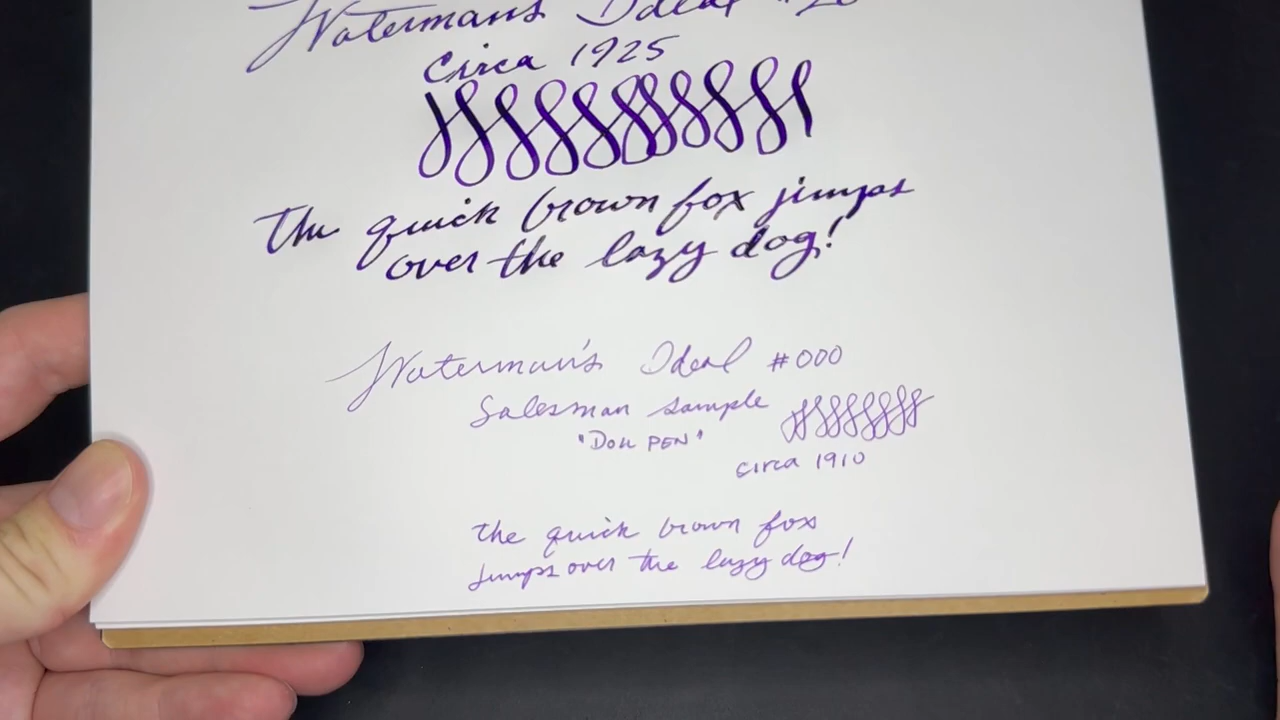 Waterman's Ideal #20
Circa 1925
The quick brown fox jumps
over the lazy dog!
Waterman's Ideal #000
Salesman sample
"DOLL PEN"
circa 1910
the quick brown fox
jumps over the lazy dog!